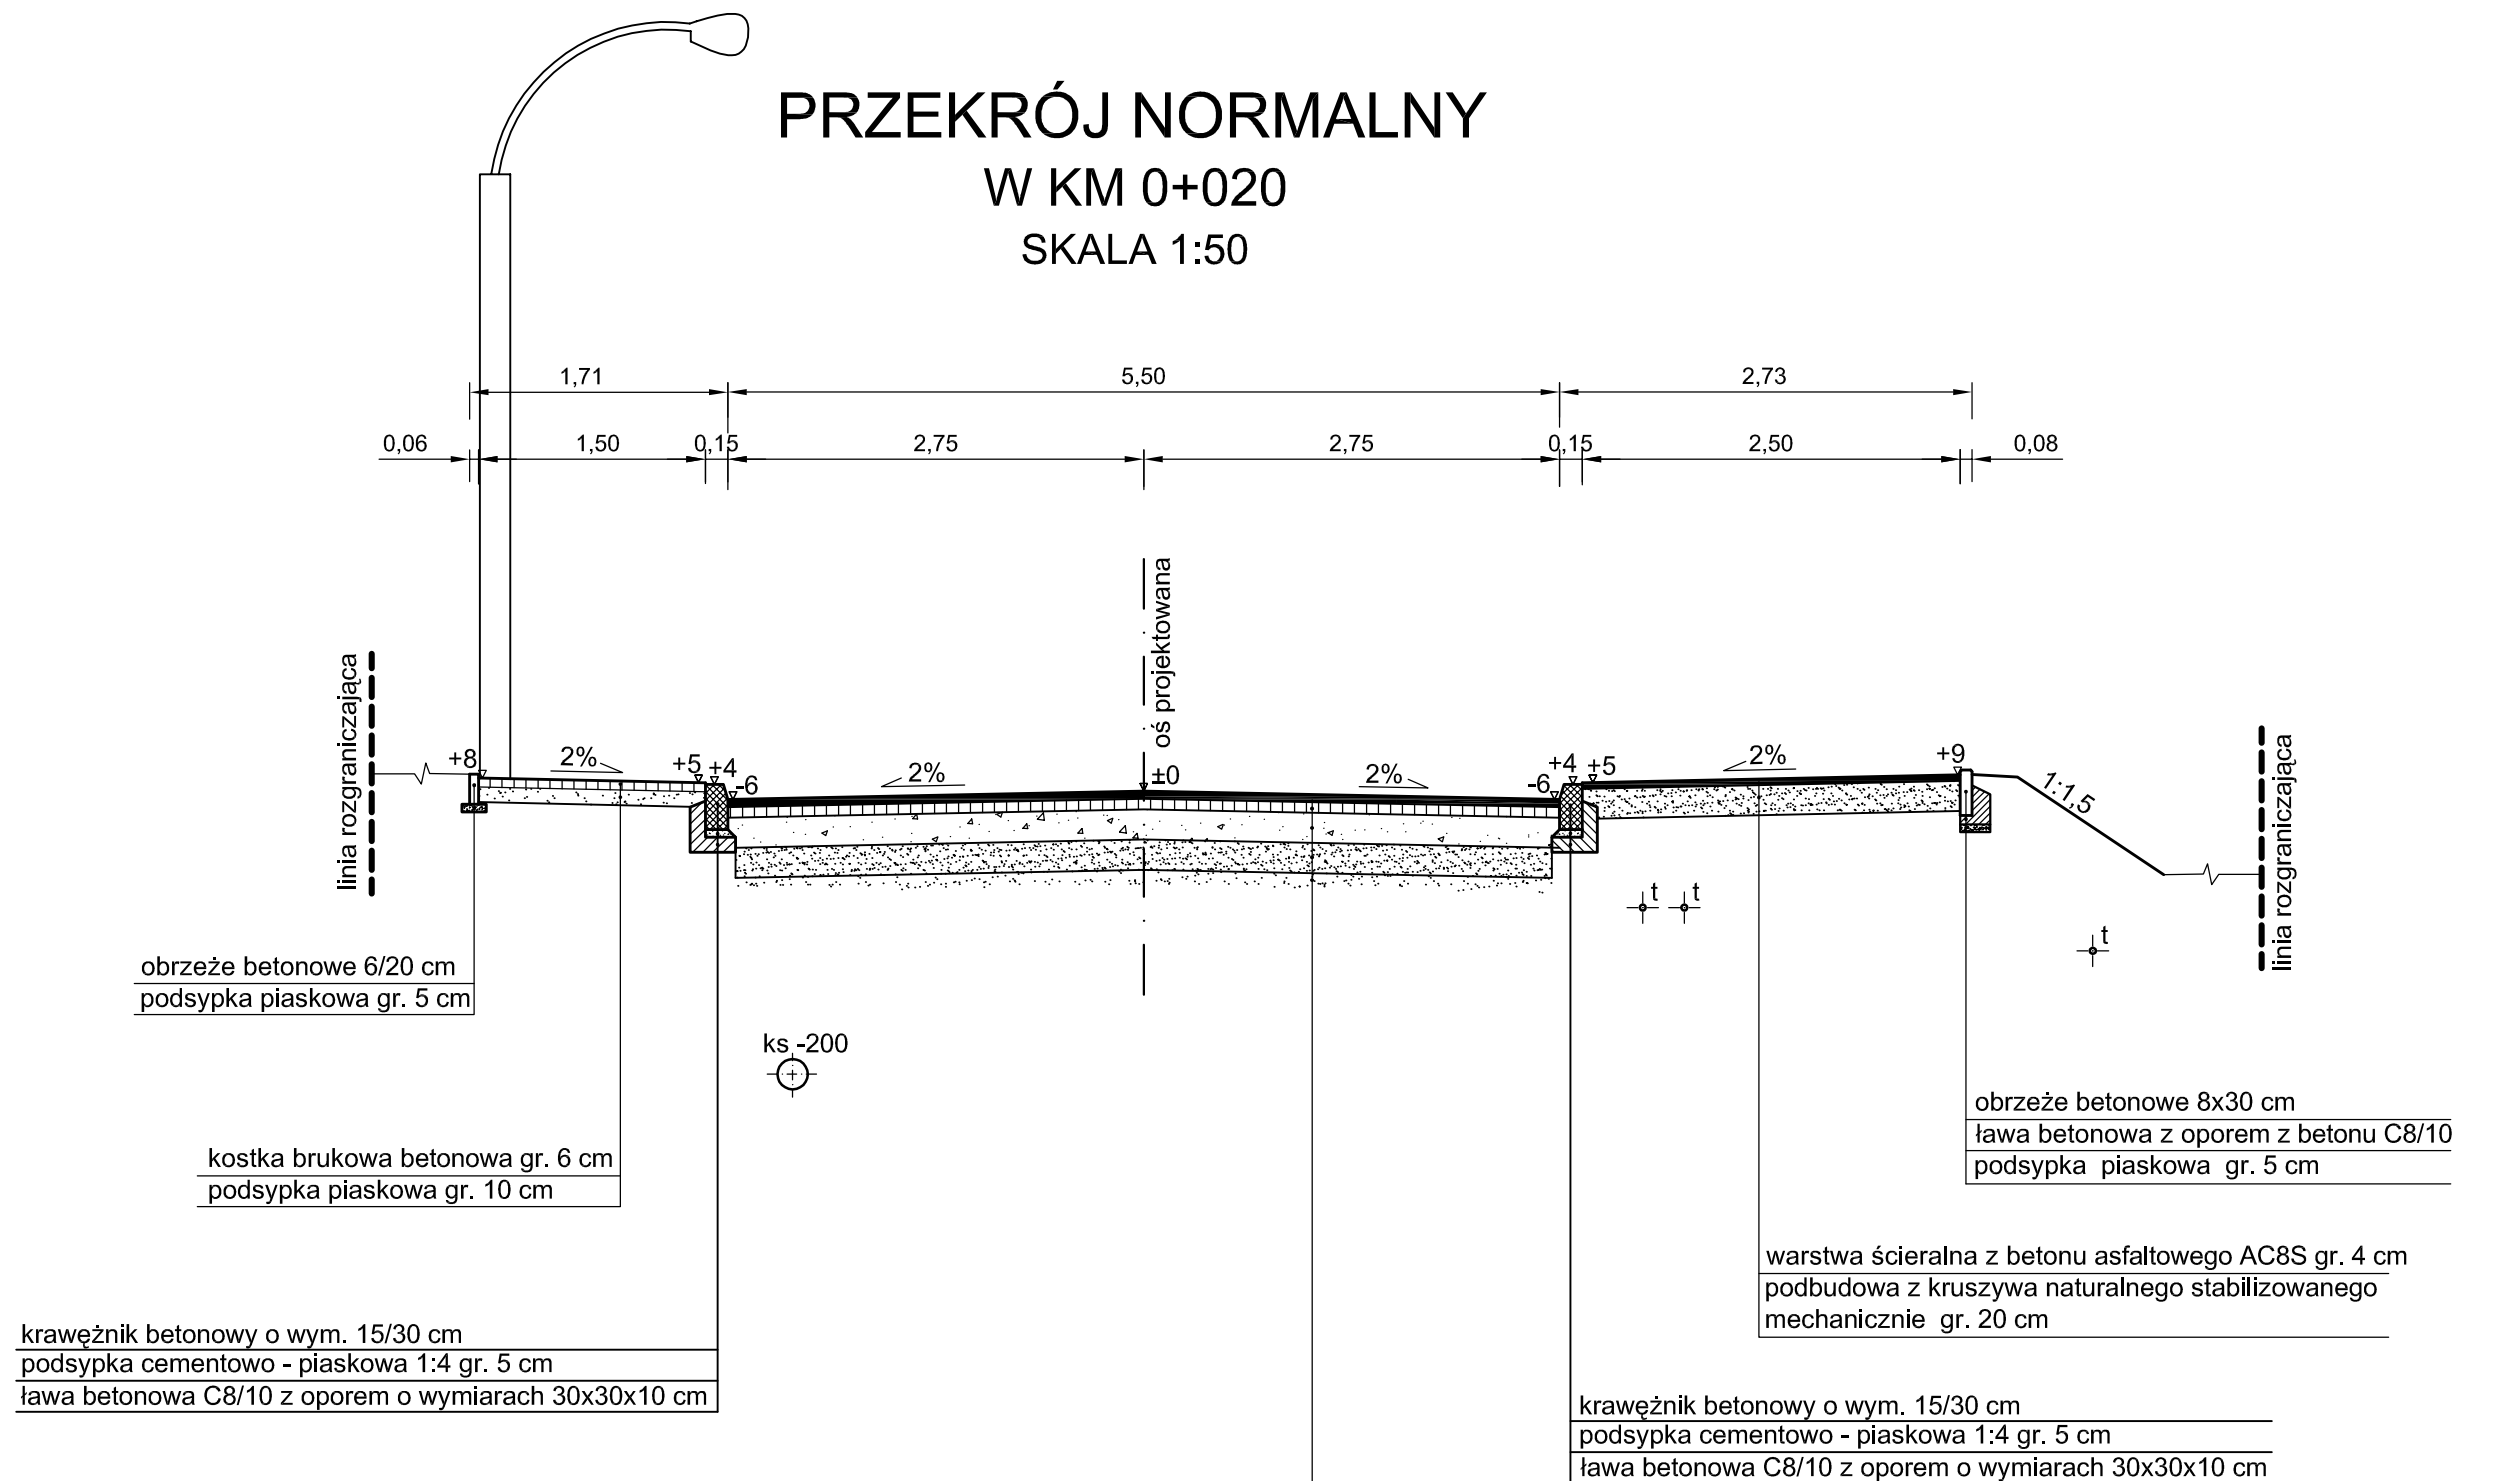 PRZEKRÓJ NORMALNY
W KM 0+020
SKALA 1:50
1,71 5,50 2,73
0,06 1,50 0,15 2,75 2,75 0,15 2,50 0,08
oś projektowana
linia rozgraniczająca
linia rozgraniczająca
+8 2% +5 +4 -6 2% ±0 2% -6 +4 +5 2% +9
1:1,5
t t
t
obrzeże betonowe 6/20 cm
podsypka piaskowa gr. 5 cm
ks -200
obrzeże betonowe 8x30 cm
ława betonowa z oporem z betonu C8/10
podsypka piaskowa gr. 5 cm
kostka brukowa betonowa gr. 6 cm
podsypka piaskowa gr. 10 cm
warstwa ścieralna z betonu asfaltowego AC8S gr. 4 cm
podbudowa z kruszywa naturalnego stabilizowanego
mechanicznie gr. 20 cm
krawężnik betonowy o wym. 15/30 cm
podsypka cementowo - piaskowa 1:4 gr. 5 cm
ława betonowa C8/10 z oporem o wymiarach 30x30x10 cm
krawężnik betonowy o wym. 15/30 cm
podsypka cementowo - piaskowa 1:4 gr. 5 cm
ława betonowa C8/10 z oporem o wymiarach 30x30x10 cm